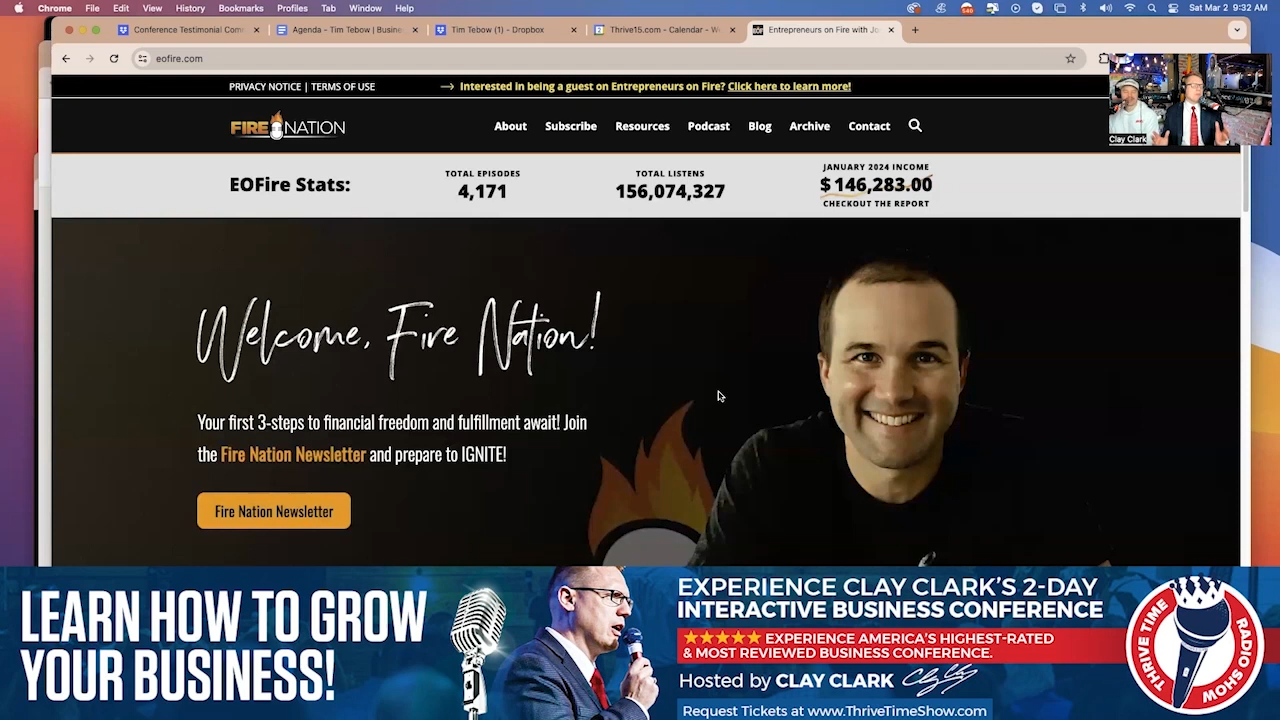 Chrome File Edit View History Bookmarks Profiles Tab Window Help
Sat Mar 2 9:32 AM
Conference Testimonial Com
Agenda - Tim Tebow | Busine
Tim Tebow (1) - Dropbox
Thrive15.com - Calendar - W
Entrepreneurs on Fire with Jo
eofire.com
PRIVACY NOTICE | TERMS OF USE
Interested in being a guest on Entrepreneurs on Fire? Click here to learn more!
FIRE NATION
About Subscribe Resources Podcast Blog Archive Contact
Clay Clark
EOFire Stats:
TOTAL EPISODES
4,171
TOTAL LISTENS
156,074,327
JANUARY 2024 INCOME
$146,283.00
CHECKOUT THE REPORT
Welcome, Fire Nation!
Your first 3-steps to financial freedom and fulfillment await! Join
the Fire Nation Newsletter and prepare to IGNITE!
Fire Nation Newsletter
LEARN HOW TO GROW
YOUR BUSINESS!
EXPERIENCE CLAY CLARK'S 2-DAY
INTERACTIVE BUSINESS CONFERENCE
EXPERIENCE AMERICA'S HIGHEST-RATED
& MOST REVIEWED BUSINESS CONFERENCE.
Hosted by CLAY CLARK
Request Tickets at www.ThriveTimeShow.com
THRIVE TIME
RADIO SHOW